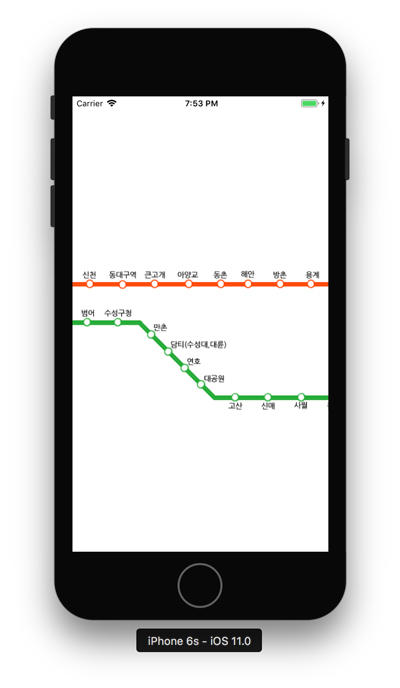 Carrier 7:53 PM
신천 동대구역 큰고개 아양교 동촌 해안 방촌 용계
범어 수성구청
만촌
담티(수성대,대륜)
연호
대공원
고산 신매 사월
iPhone 6s - iOS 11.0